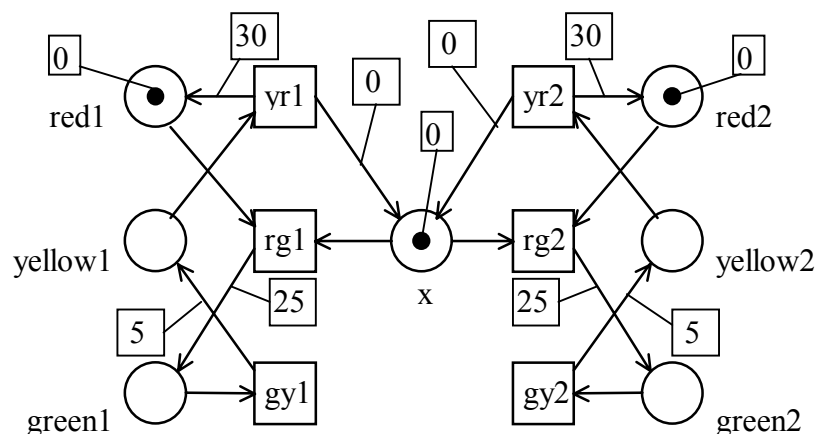 0 30 0 0 30 0
yr1 yr2
red1 0 red2
rg1 rg2
yellow1 x yellow2
5 25 25 5
gy1 gy2
green1 green2